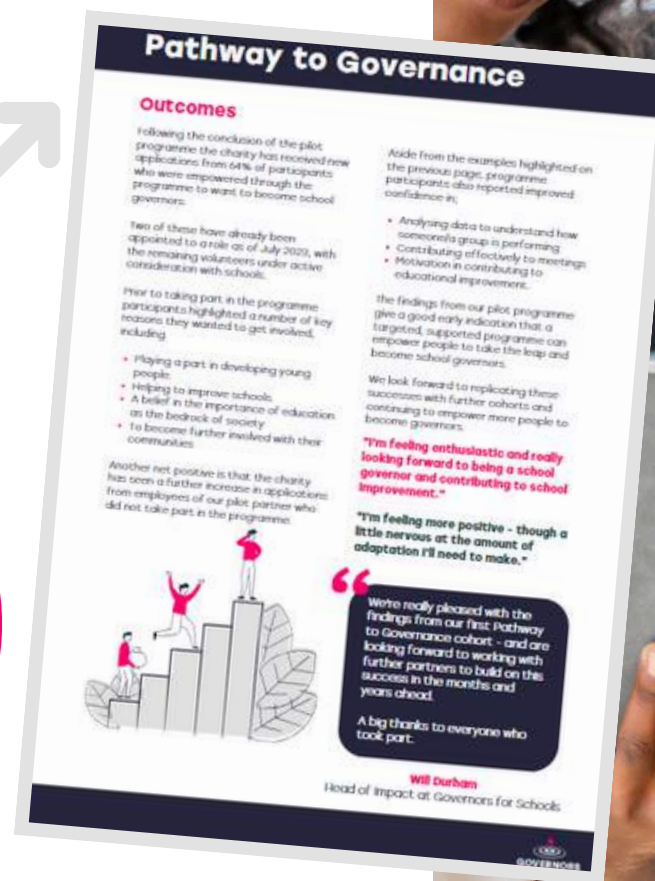 Pathway to Governance
Outcomes
Following the conclusion of the pilot
programme the charity has received new
applications from 64% of participants
who were empowered through the
programme to want to become school
governors.
Two of these have already been
appointed to a role as of July 2023, with
the remaining volunteers under active
consideration with schools.
Prior to taking part in the programme
participants highlighted a number of key
reasons they wanted to get involved,
including
• Playing a part in developing young
people
• Helping to improve schools
• A belief in the importance of education
as the bedrock of society
• To become further involved with their
communities
Another net positive is that the charity
has seen a further increase in applications
from employees of our pilot partner who
did not take part in the programme.
Aside from the examples highlighted on
the previous page, programme
participants also reported improved
confidence in;
• Analysing data to understand how
someone/a group is performing
• Contributing effectively to meetings
• Motivation in contributing to
educational improvement.
the findings from our pilot programme
give a good early indication that a
targeted, supported programme can
empower people to take the leap and
become school governors.
We look forward to replicating these
successes with further cohorts and
continuing to empower more people to
become governors.
"I'm feeling enthusiastic and really
looking forward to being a school
governor and contributing to school
improvement."
"I'm feeling more positive - though a
little nervous at the amount of
adaptation I'll need to make."
We're really pleased with the
findings from our first Pathway
to Governance cohort - and are
looking forward to working with
further partners to build on this
success in the months and
years ahead.
A big thanks to everyone who
took part.
Will Durham
Head of Impact at Governors for Schools
GOVERNORS